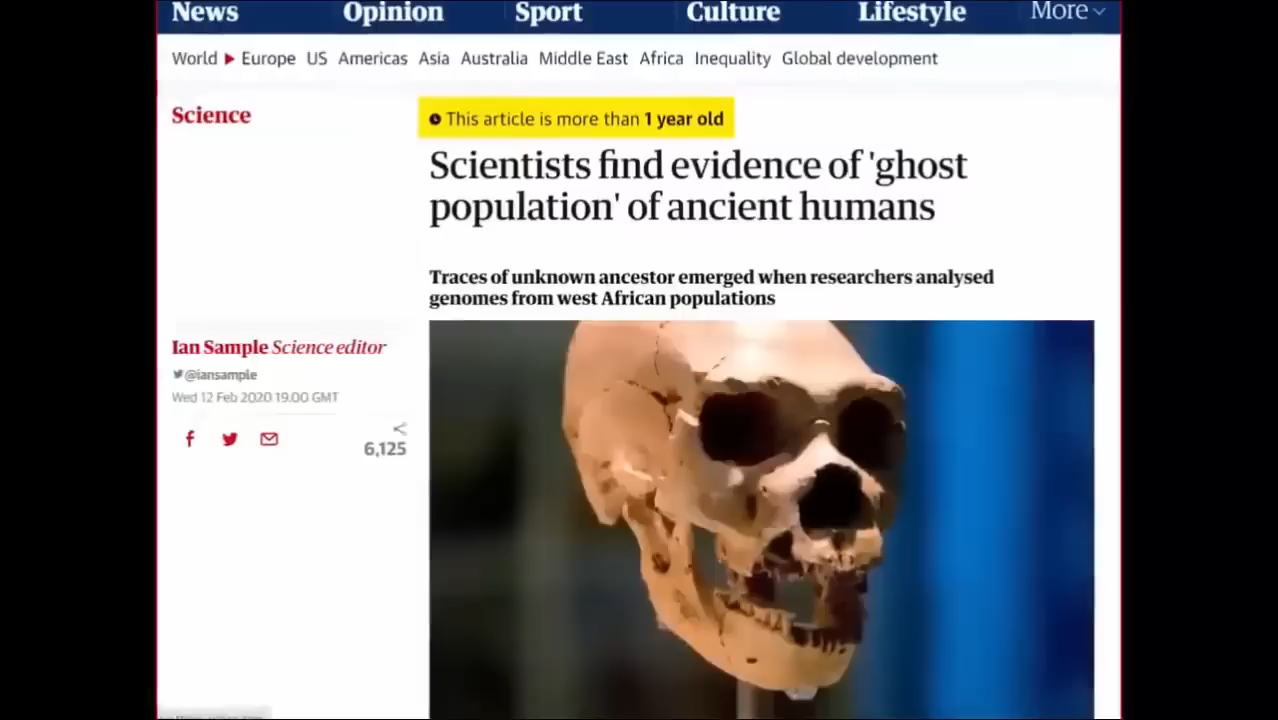 News Opinion Sport Culture Lifestyle More
World Europe US Americas Asia Australia Middle East Africa Inequality Global development
Science
This article is more than 1 year old
Scientists find evidence of 'ghost
population' of ancient humans
Traces of unknown ancestor emerged when researchers analysed
genomes from west African populations
Ian Sample Science editor
@iansample
Wed 12 Feb 2020 19.00 GMT
6,125